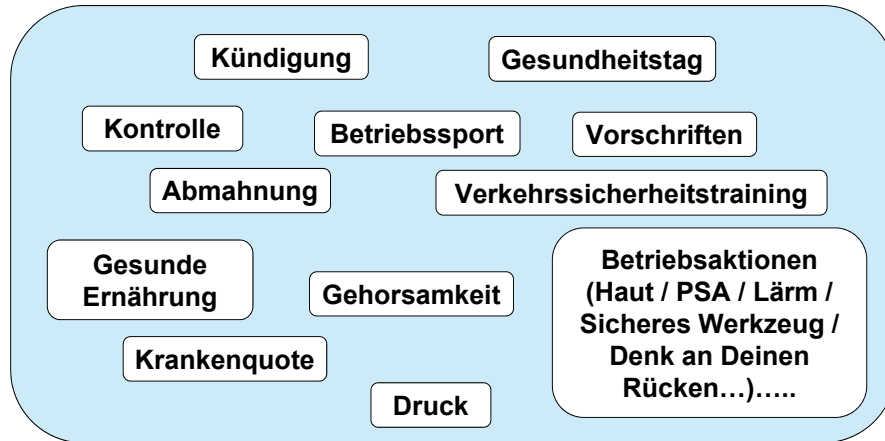 Kündigung
Gesundheitstag
Kontrolle
Betriebssport
Vorschriften
Abmahnung
Verkehrssicherheitstraining
Gesunde
Ernährung
Gehorsamkeit
Betriebsaktionen
(Haut / PSA / Lärm /
Sicheres Werkzeug /
Denk an Deinen
Rücken…)…..
Krankenquote
Druck